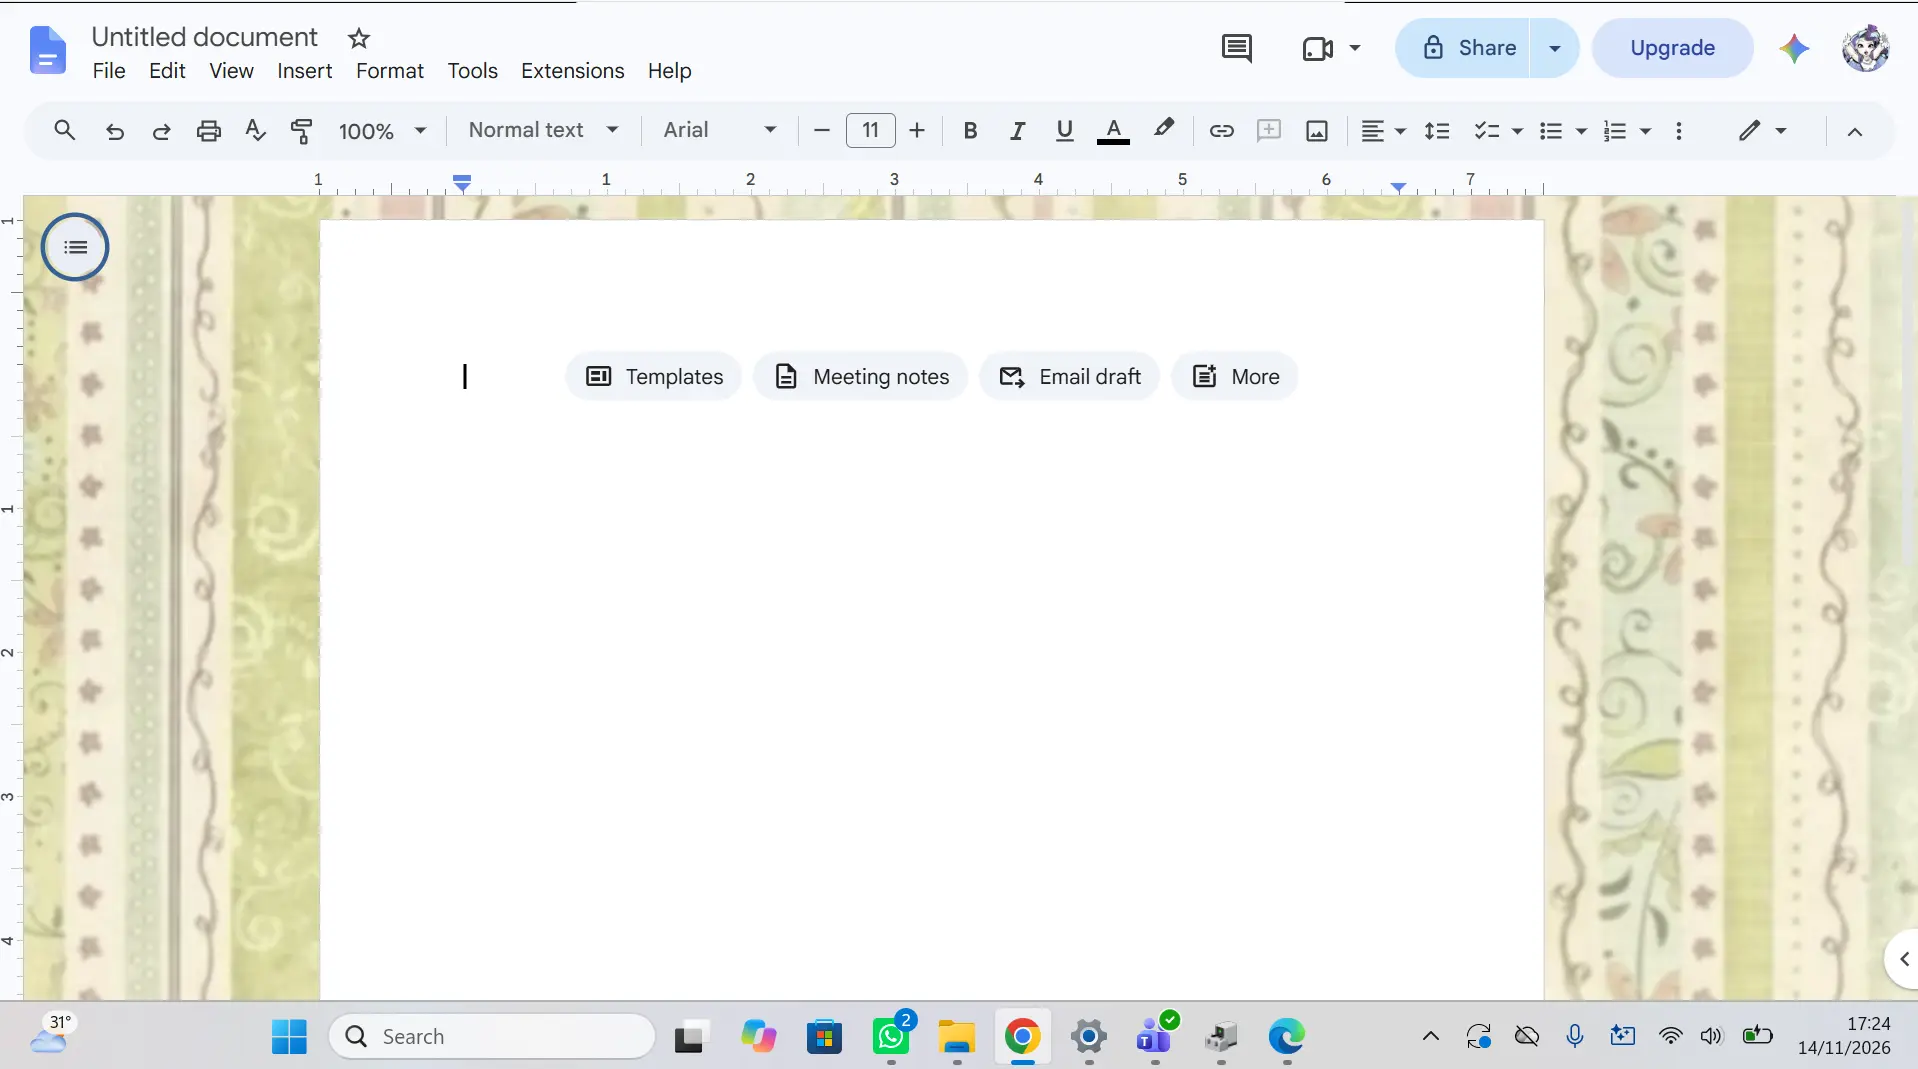 Untitled document
File Edit View Insert Format Tools Extensions Help
Share
Upgrade
100% Normal text Arial 11 B I U A
1 1 2 3 4 5 6 7
1
Templates Meeting notes Email draft More
1
2
3
4
31°
Search
2
17:24
14/11/2026